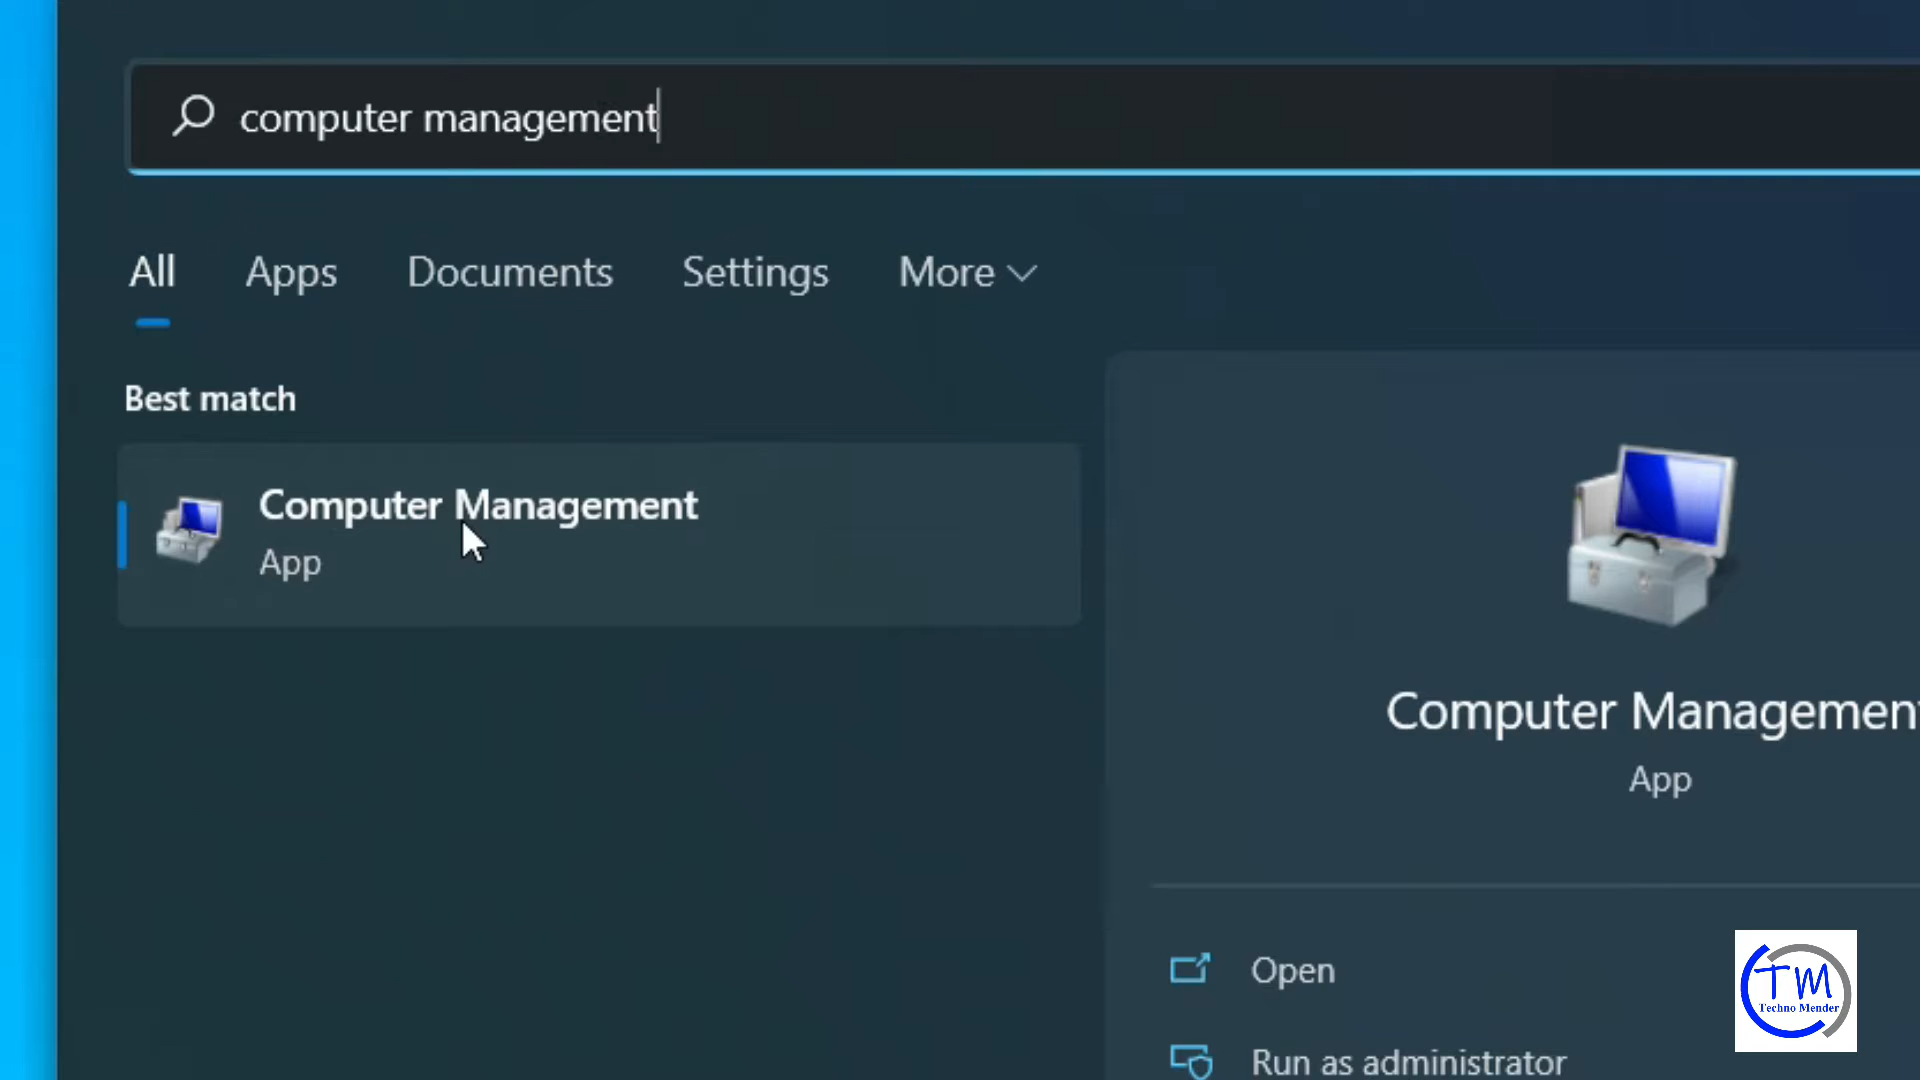 computer management
All Apps Documents Settings More
Best match
Computer Management
App
Computer Management
App
Open
Run as administrator
TM
Techno Mender